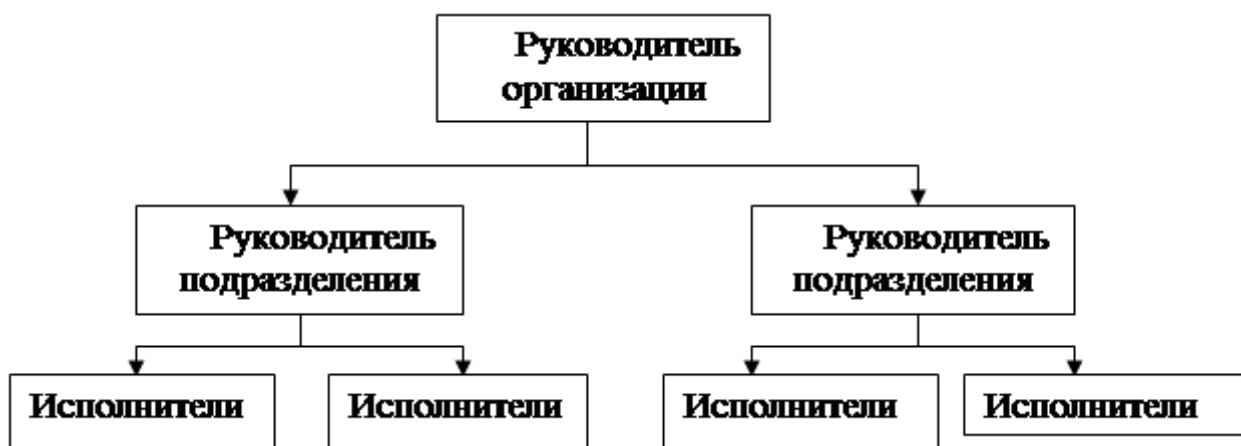 Руководитель
организации
Руководитель
подразделения
Руководитель
подразделения
Исполнители
Исполнители
Исполнители
Исполнители